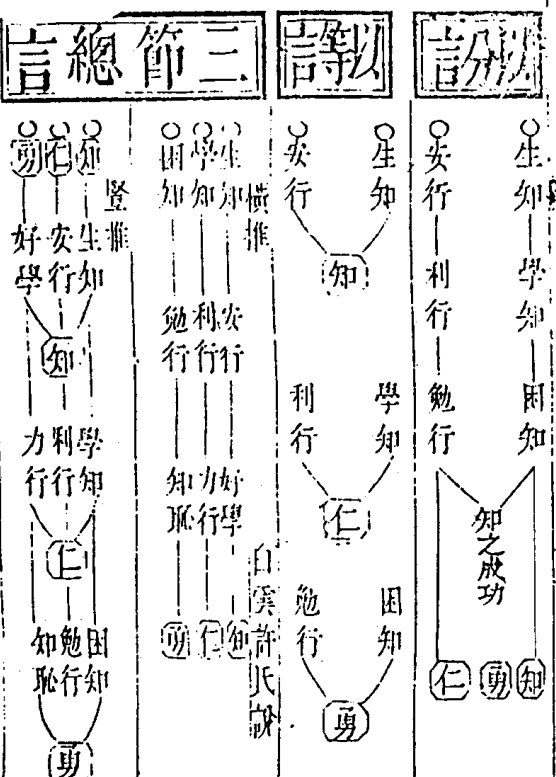 以分言
生知 學知 困知
安行 利行 勉行
知之成功
知 勇 仁
以等言
生知 安行
知
學知 利行
仁
困知 勉行
勇
三節總言
橫推
生知 安行 好學 知
學知 利行 力行 仁
困知 勉行 知恥 勇
白雲許氏說
豎推
知 仁 勇
生知 安行 好學
知
學知 利行 力行
仁
困知 勉行 知恥
勇